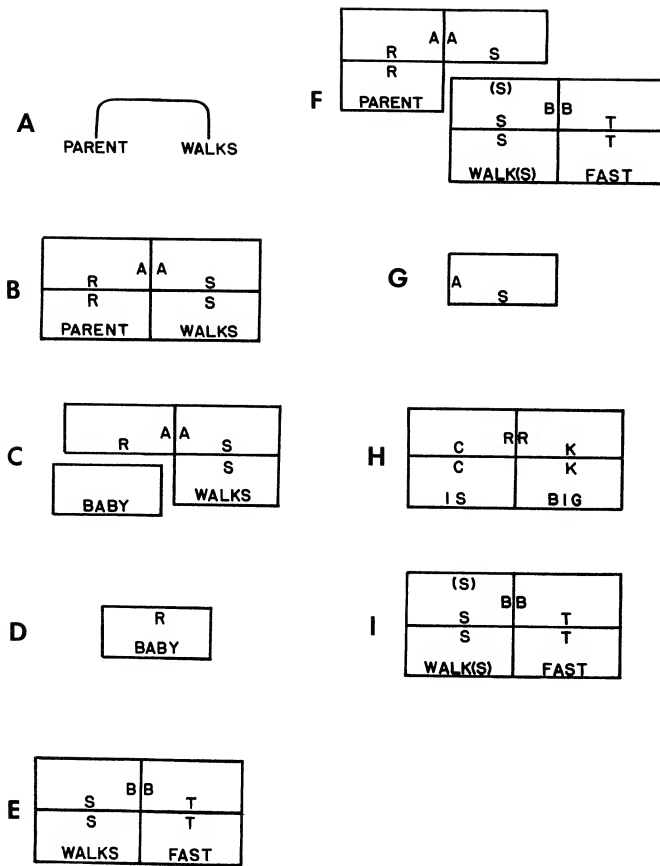 A
PARENT WALKS
B
R A A S
R S
PARENT WALKS
C
R A A S
S
BABY WALKS
D
R
BABY
E
S B B T
S T
WALKS FAST
F
R A A S
R
PARENT
(S)
S B B T
S T
WALK(S) FAST
G
A S
H
C R R K
C K
IS BIG
I
(S)
S B B T
S T
WALK(S) FAST